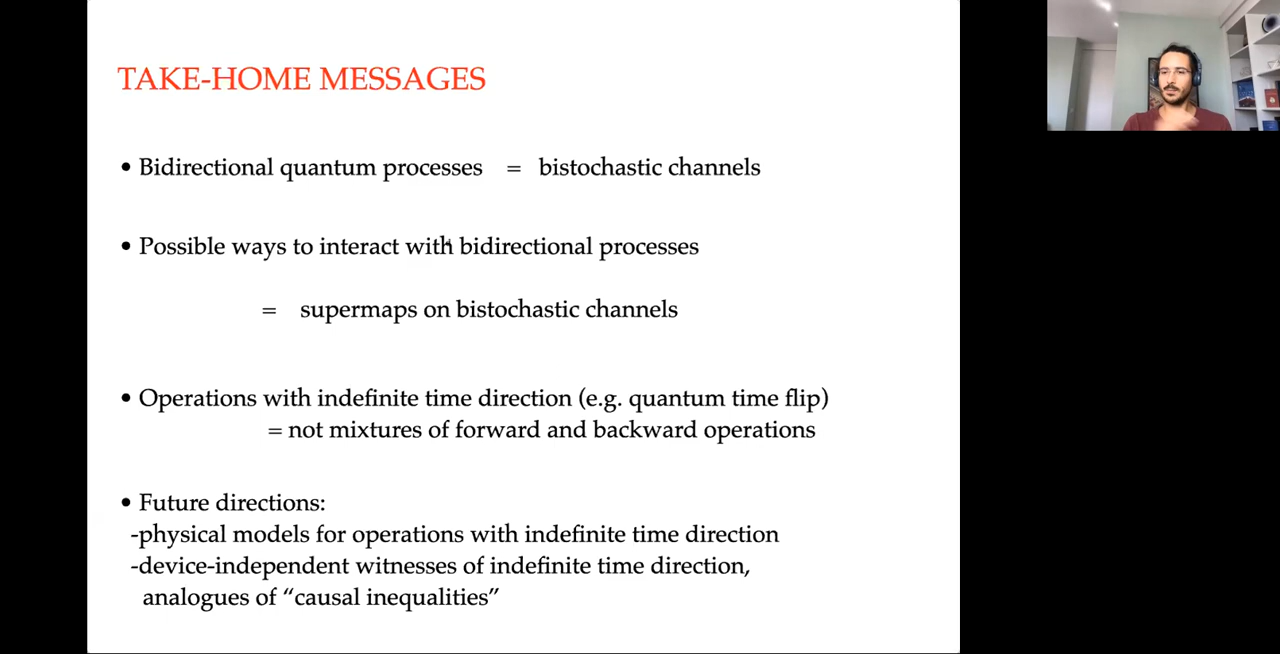 TAKE-HOME MESSAGES
• Bidirectional quantum processes = bistochastic channels
• Possible ways to interact with bidirectional processes
= supermaps on bistochastic channels
• Operations with indefinite time direction (e.g. quantum time flip)
= not mixtures of forward and backward operations
• Future directions:
-physical models for operations with indefinite time direction
-device-independent witnesses of indefinite time direction,
analogues of “causal inequalities”